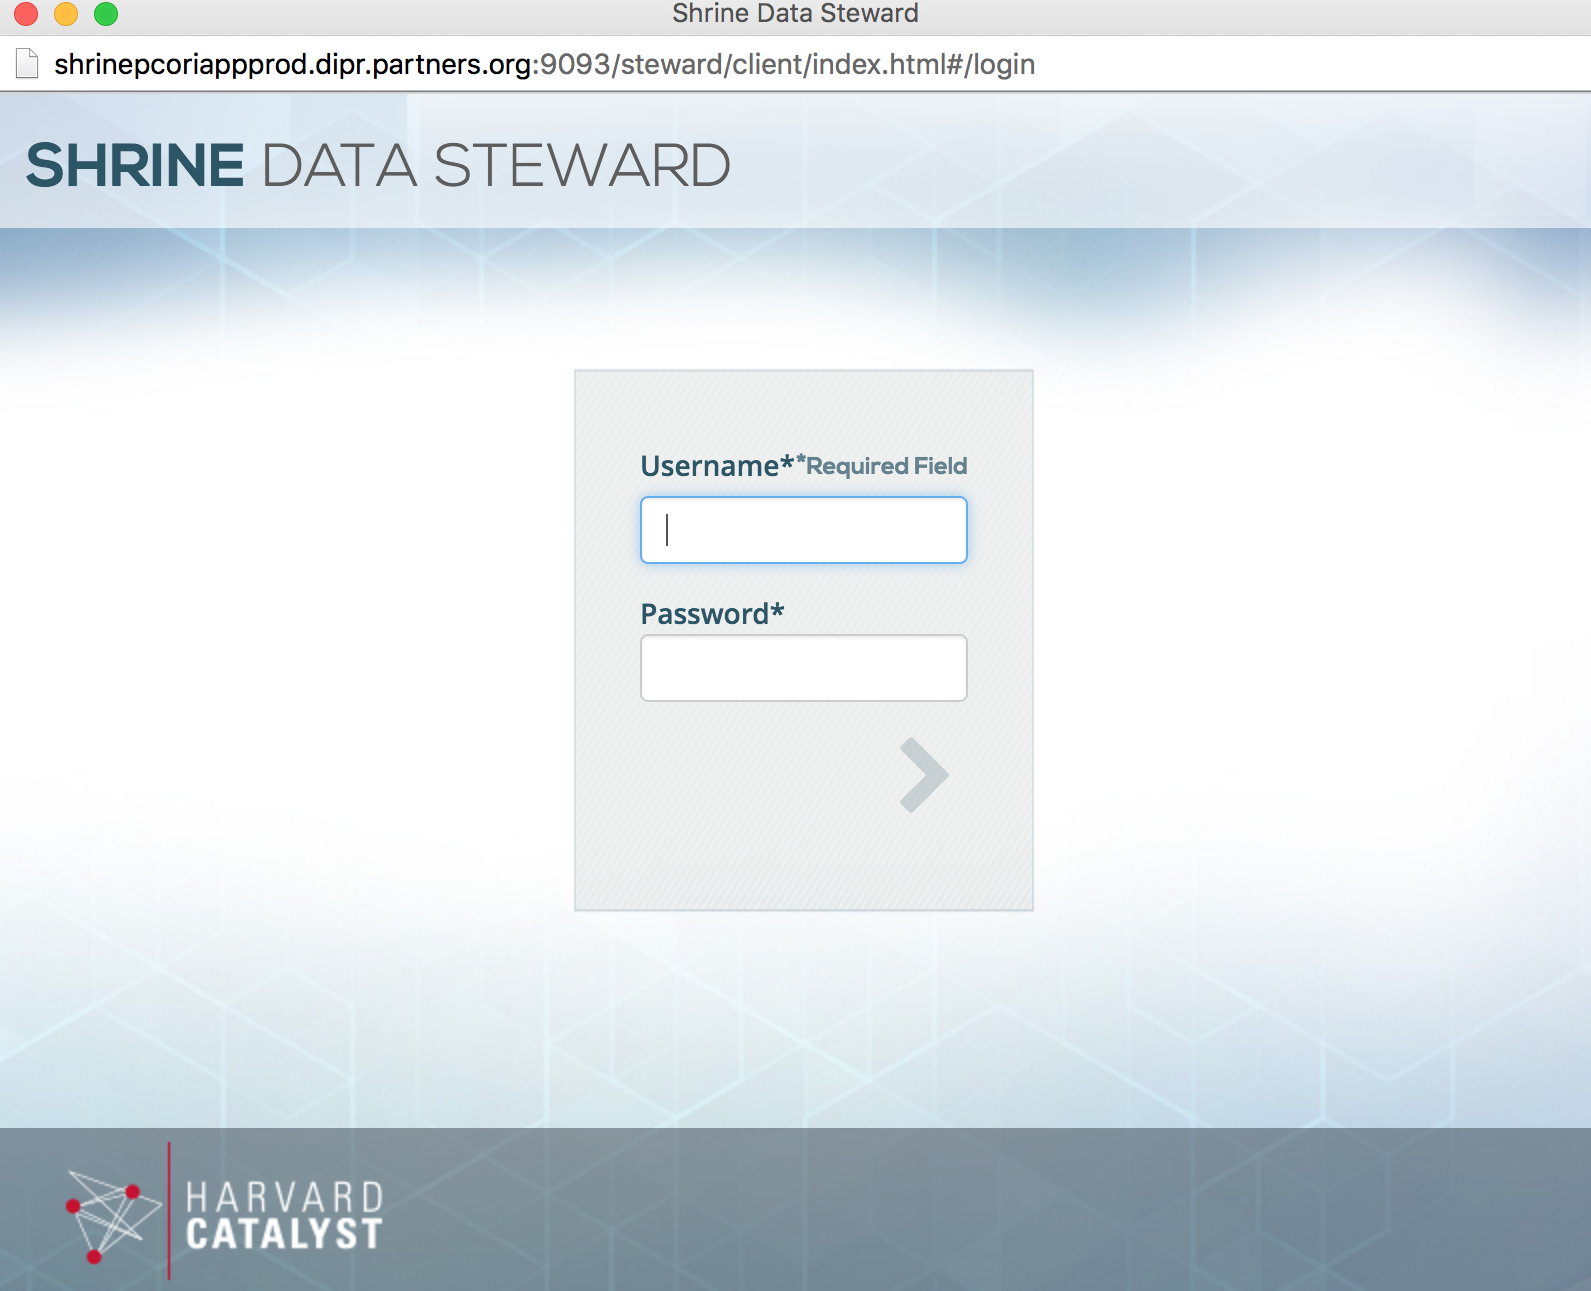 Shrine Data Steward
shrinepcoriappprod.dipr.partners.org:9093/steward/client/index.html#/login
SHRINE DATA STEWARD
Username* *Required Field
Password*
HARVARD
CATALYST